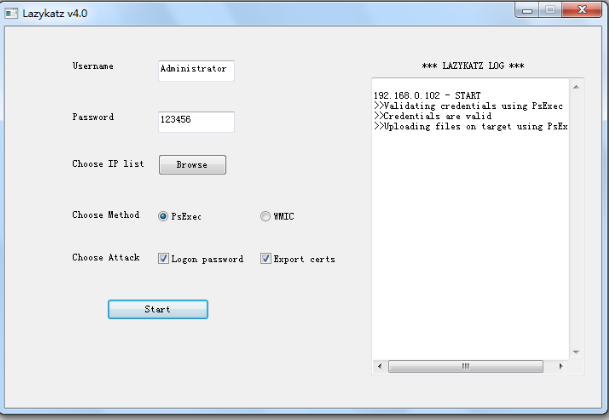 Lazykatz v4.0
Username
Administrator
Password
123456
Choose IP list
Browse
Choose Method
PsExec
WMIC
Choose Attack
Logon password
Export certs
Start
*** LAZYKATZ LOG ***
192.168.0.102 - START
>>Validating credentials using PsExec
>>Credentials are valid
>>Uploading files on target using PsEx